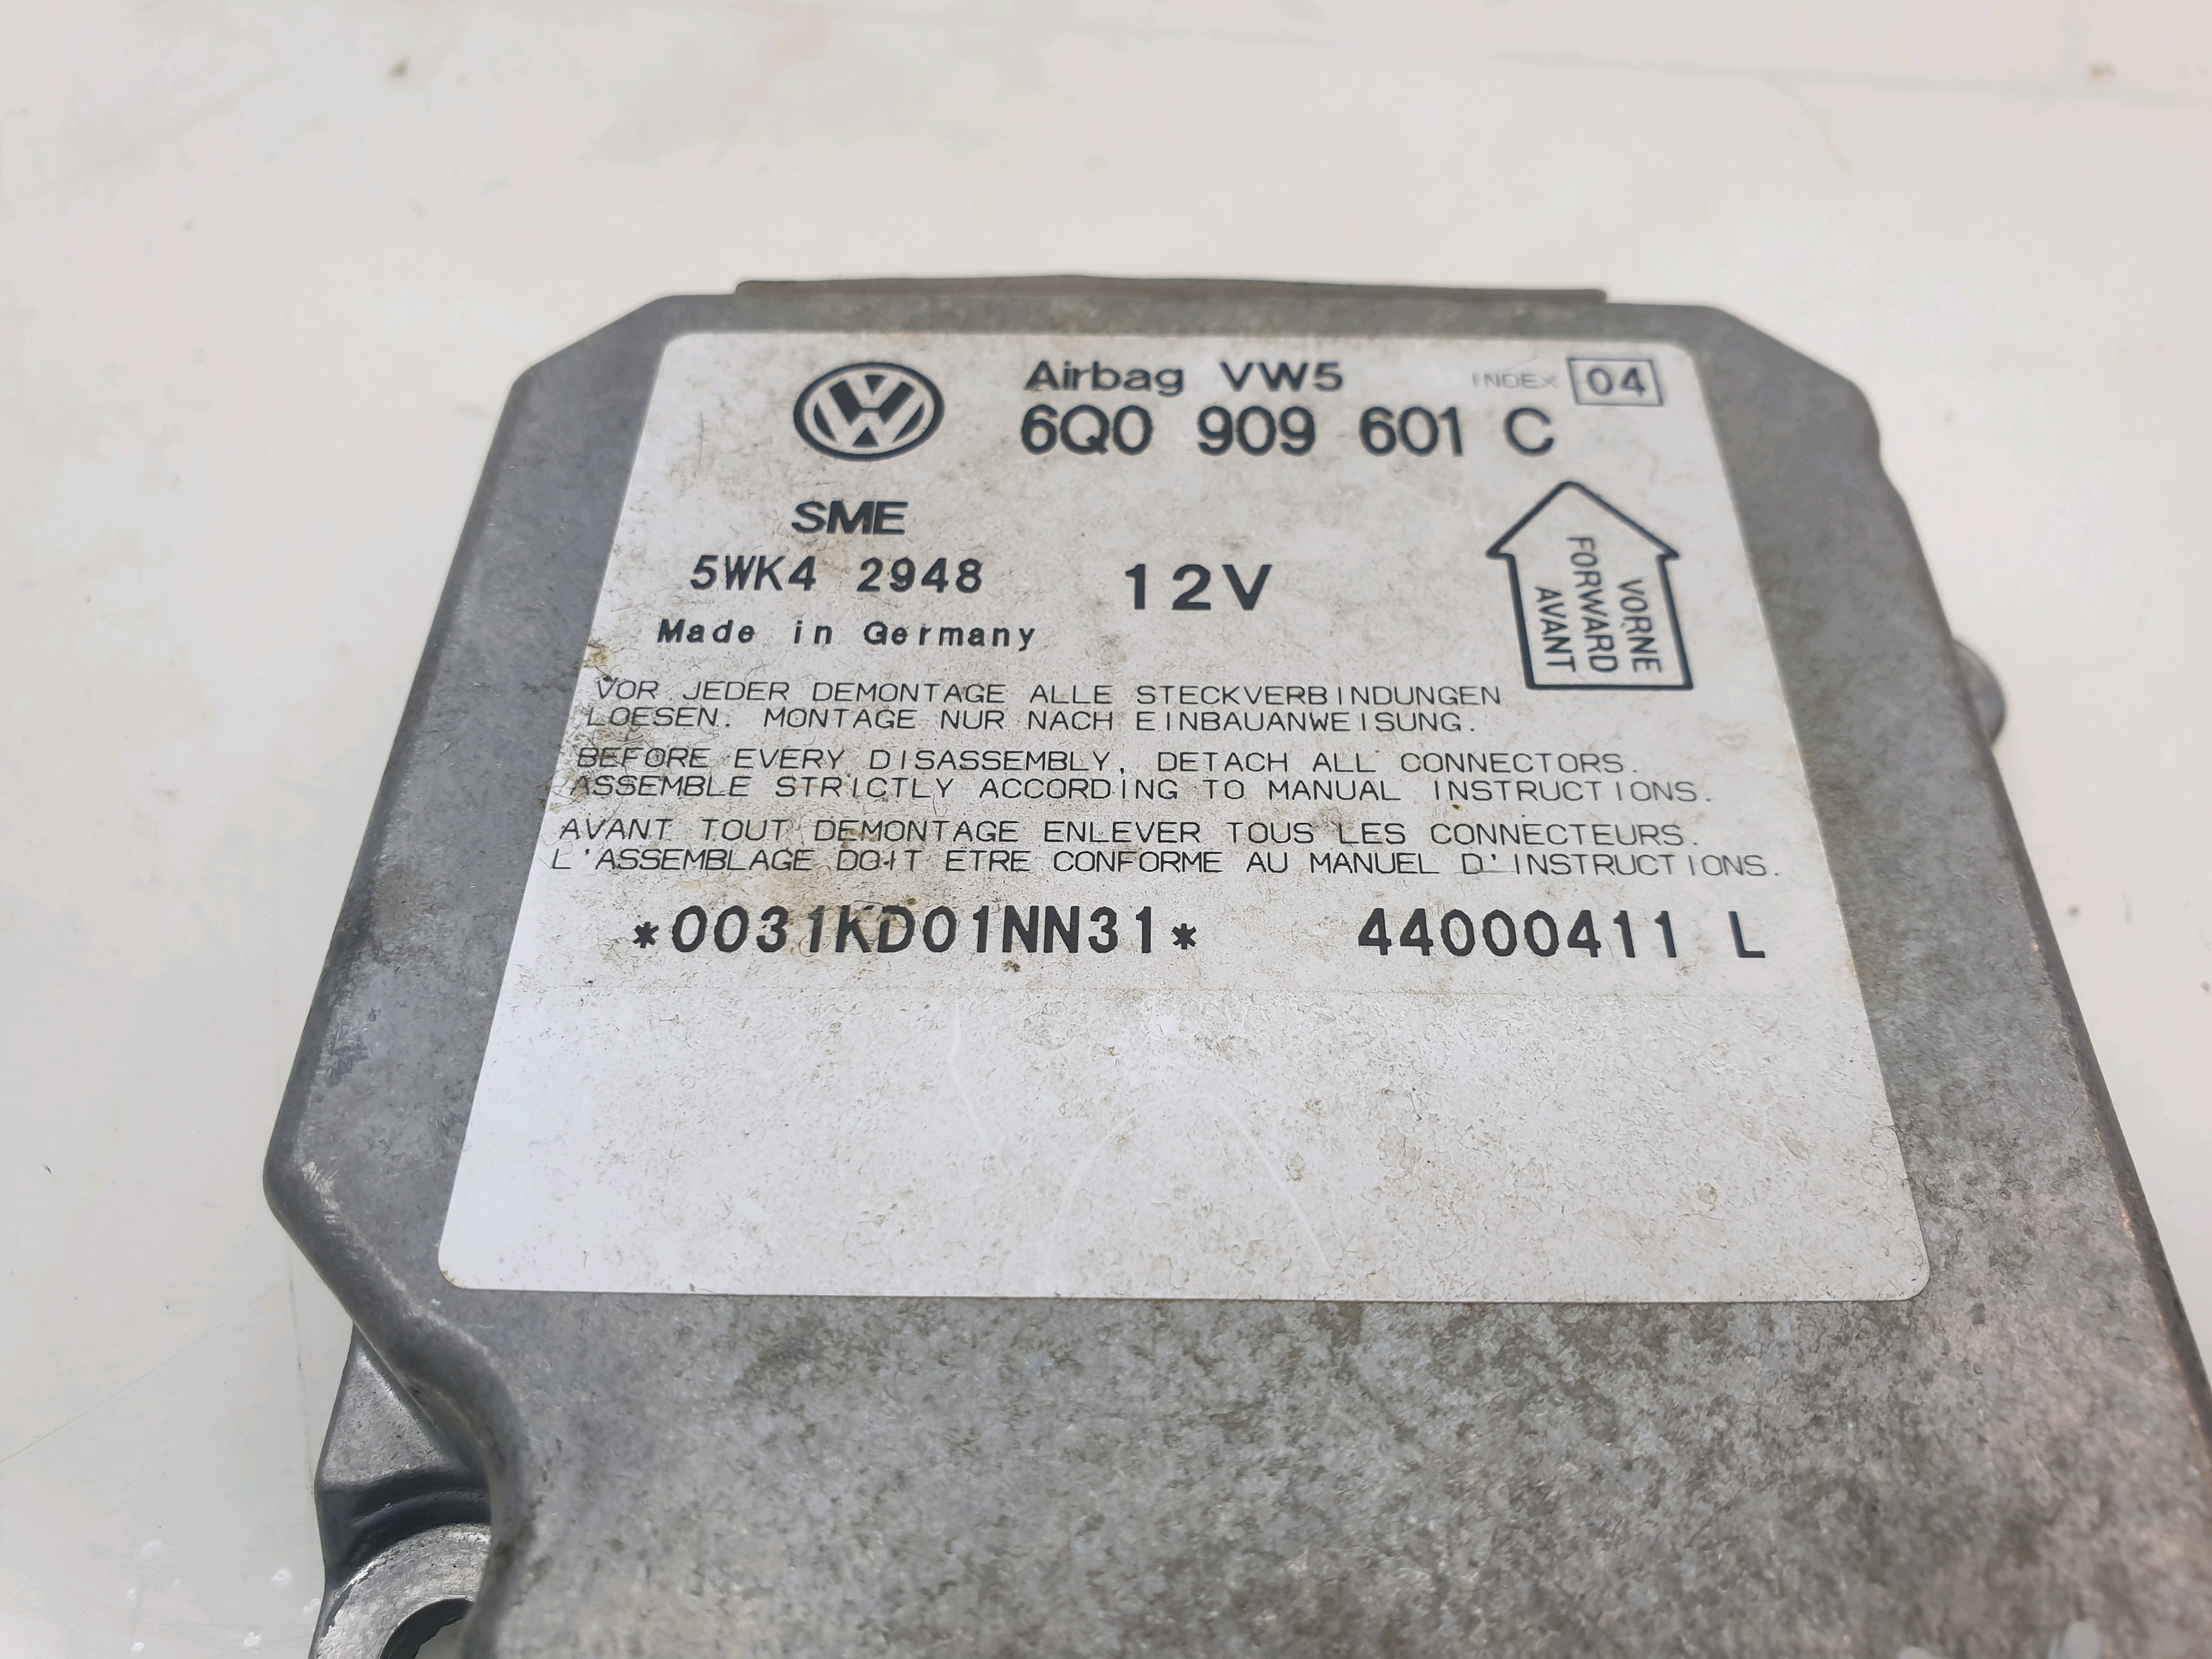 Airbag VW5 INDEX 04
6Q0 909 601 C
SME
5WK4 2948 12V
Made in Germany
VORNE
FORWARD
AVANT
VOR JEDER DEMONTAGE ALLE STECKVERBINDUNGEN
LOESEN. MONTAGE NUR NACH EINBAUANWEISUNG.
BEFORE EVERY DISASSEMBLY, DETACH ALL CONNECTORS.
ASSEMBLE STRICTLY ACCORDING TO MANUAL INSTRUCTIONS.
AVANT TOUT DEMONTAGE ENLEVER TOUS LES CONNECTEURS.
L'ASSEMBLAGE DOIT ETRE CONFORME AU MANUEL D'INSTRUCTIONS.
*0031KD01NN31* 44000411 L